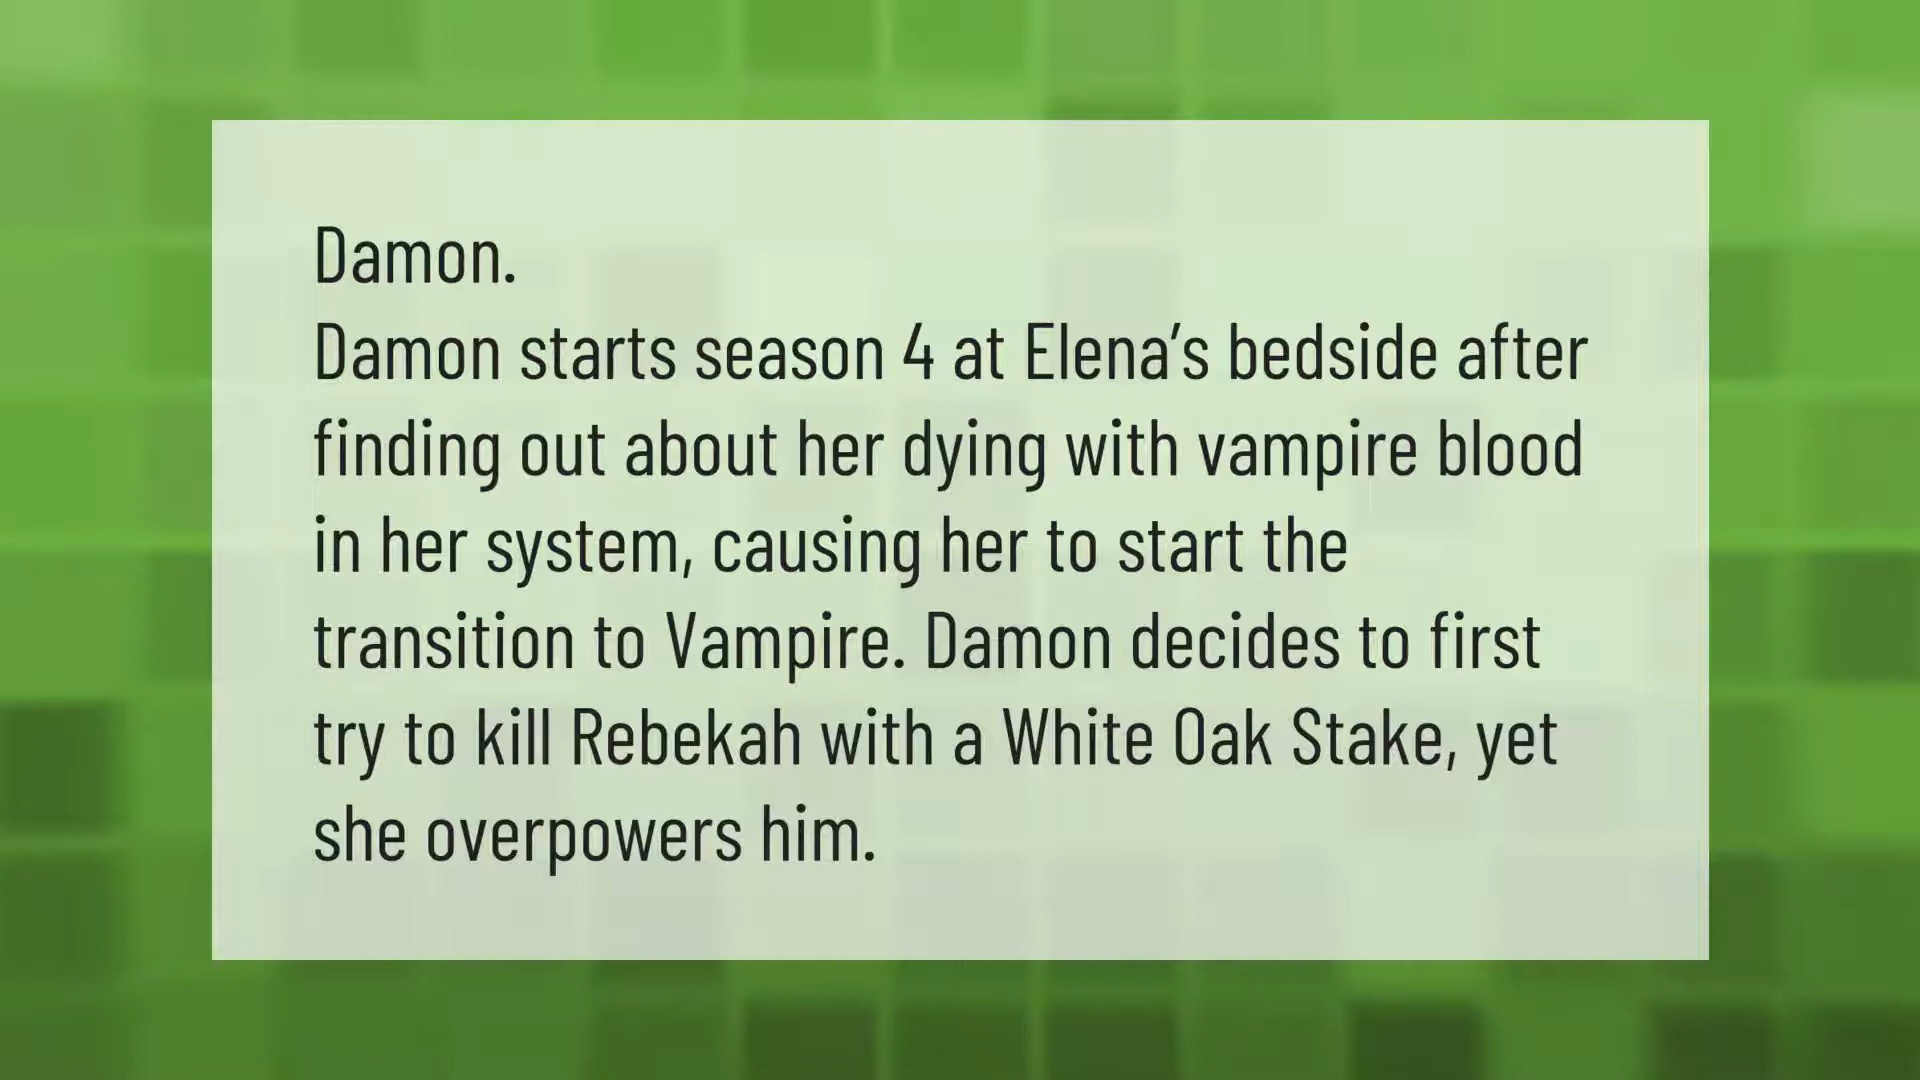 Damon.
Damon starts season 4 at Elena’s bedside after
finding out about her dying with vampire blood
in her system, causing her to start the
transition to Vampire. Damon decides to first
try to kill Rebekah with a White Oak Stake, yet
she overpowers him.